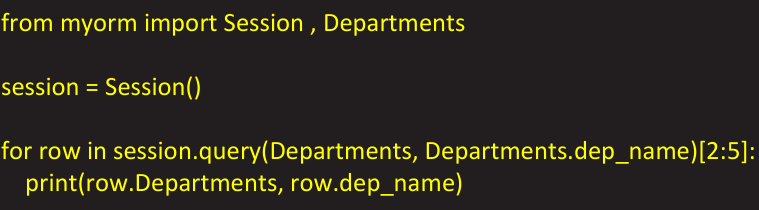 from myorm import Session , Departments
session = Session()
for row in session.query(Departments, Departments.dep_name)[2:5]:
print(row.Departments, row.dep_name)